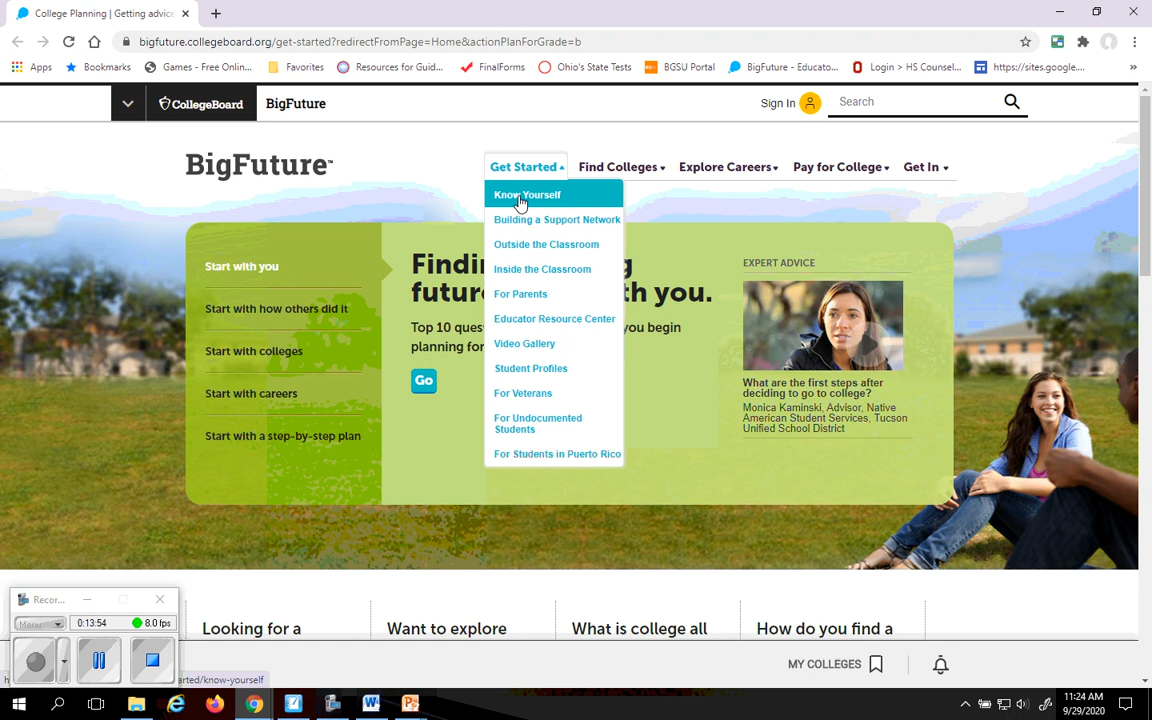 College Planning | Getting advice
bigfuture.collegeboard.org/get-started?redirectFromPage=Home&actionPlanForGrade=b
Apps
Bookmarks
Games - Free Onlin...
Favorites
Resources for Guid...
FinalForms
Ohio's State Tests
BGSU Portal
BigFuture - Educato...
Login > HS Counsel...
https://sites.google....
CollegeBoard
BigFuture
Sign In
Search
BigFuture™
Get Started
Find Colleges
Explore Careers
Pay for College
Get In
Know Yourself
Building a Support Network
Outside the Classroom
Inside the Classroom
For Parents
Educator Resource Center
Video Gallery
Student Profiles
For Veterans
For Undocumented
Students
For Students in Puerto Rico
Start with you
Start with how others did it
Start with colleges
Start with careers
Start with a step-by-step plan
th you.
Top 10
you begin
Go
EXPERT ADVICE
What are the first steps after
deciding to go to college?
Monica Kaminski, Advisor, Native
American Student Services, Tucson
Unified School District
Looking for a
Want to explore
What is college all
How do you find a
MY COLLEGES
Recor...
Menu
0:13:54
8.0 fps
arted/know-yourself
11:24 AM
9/29/2020